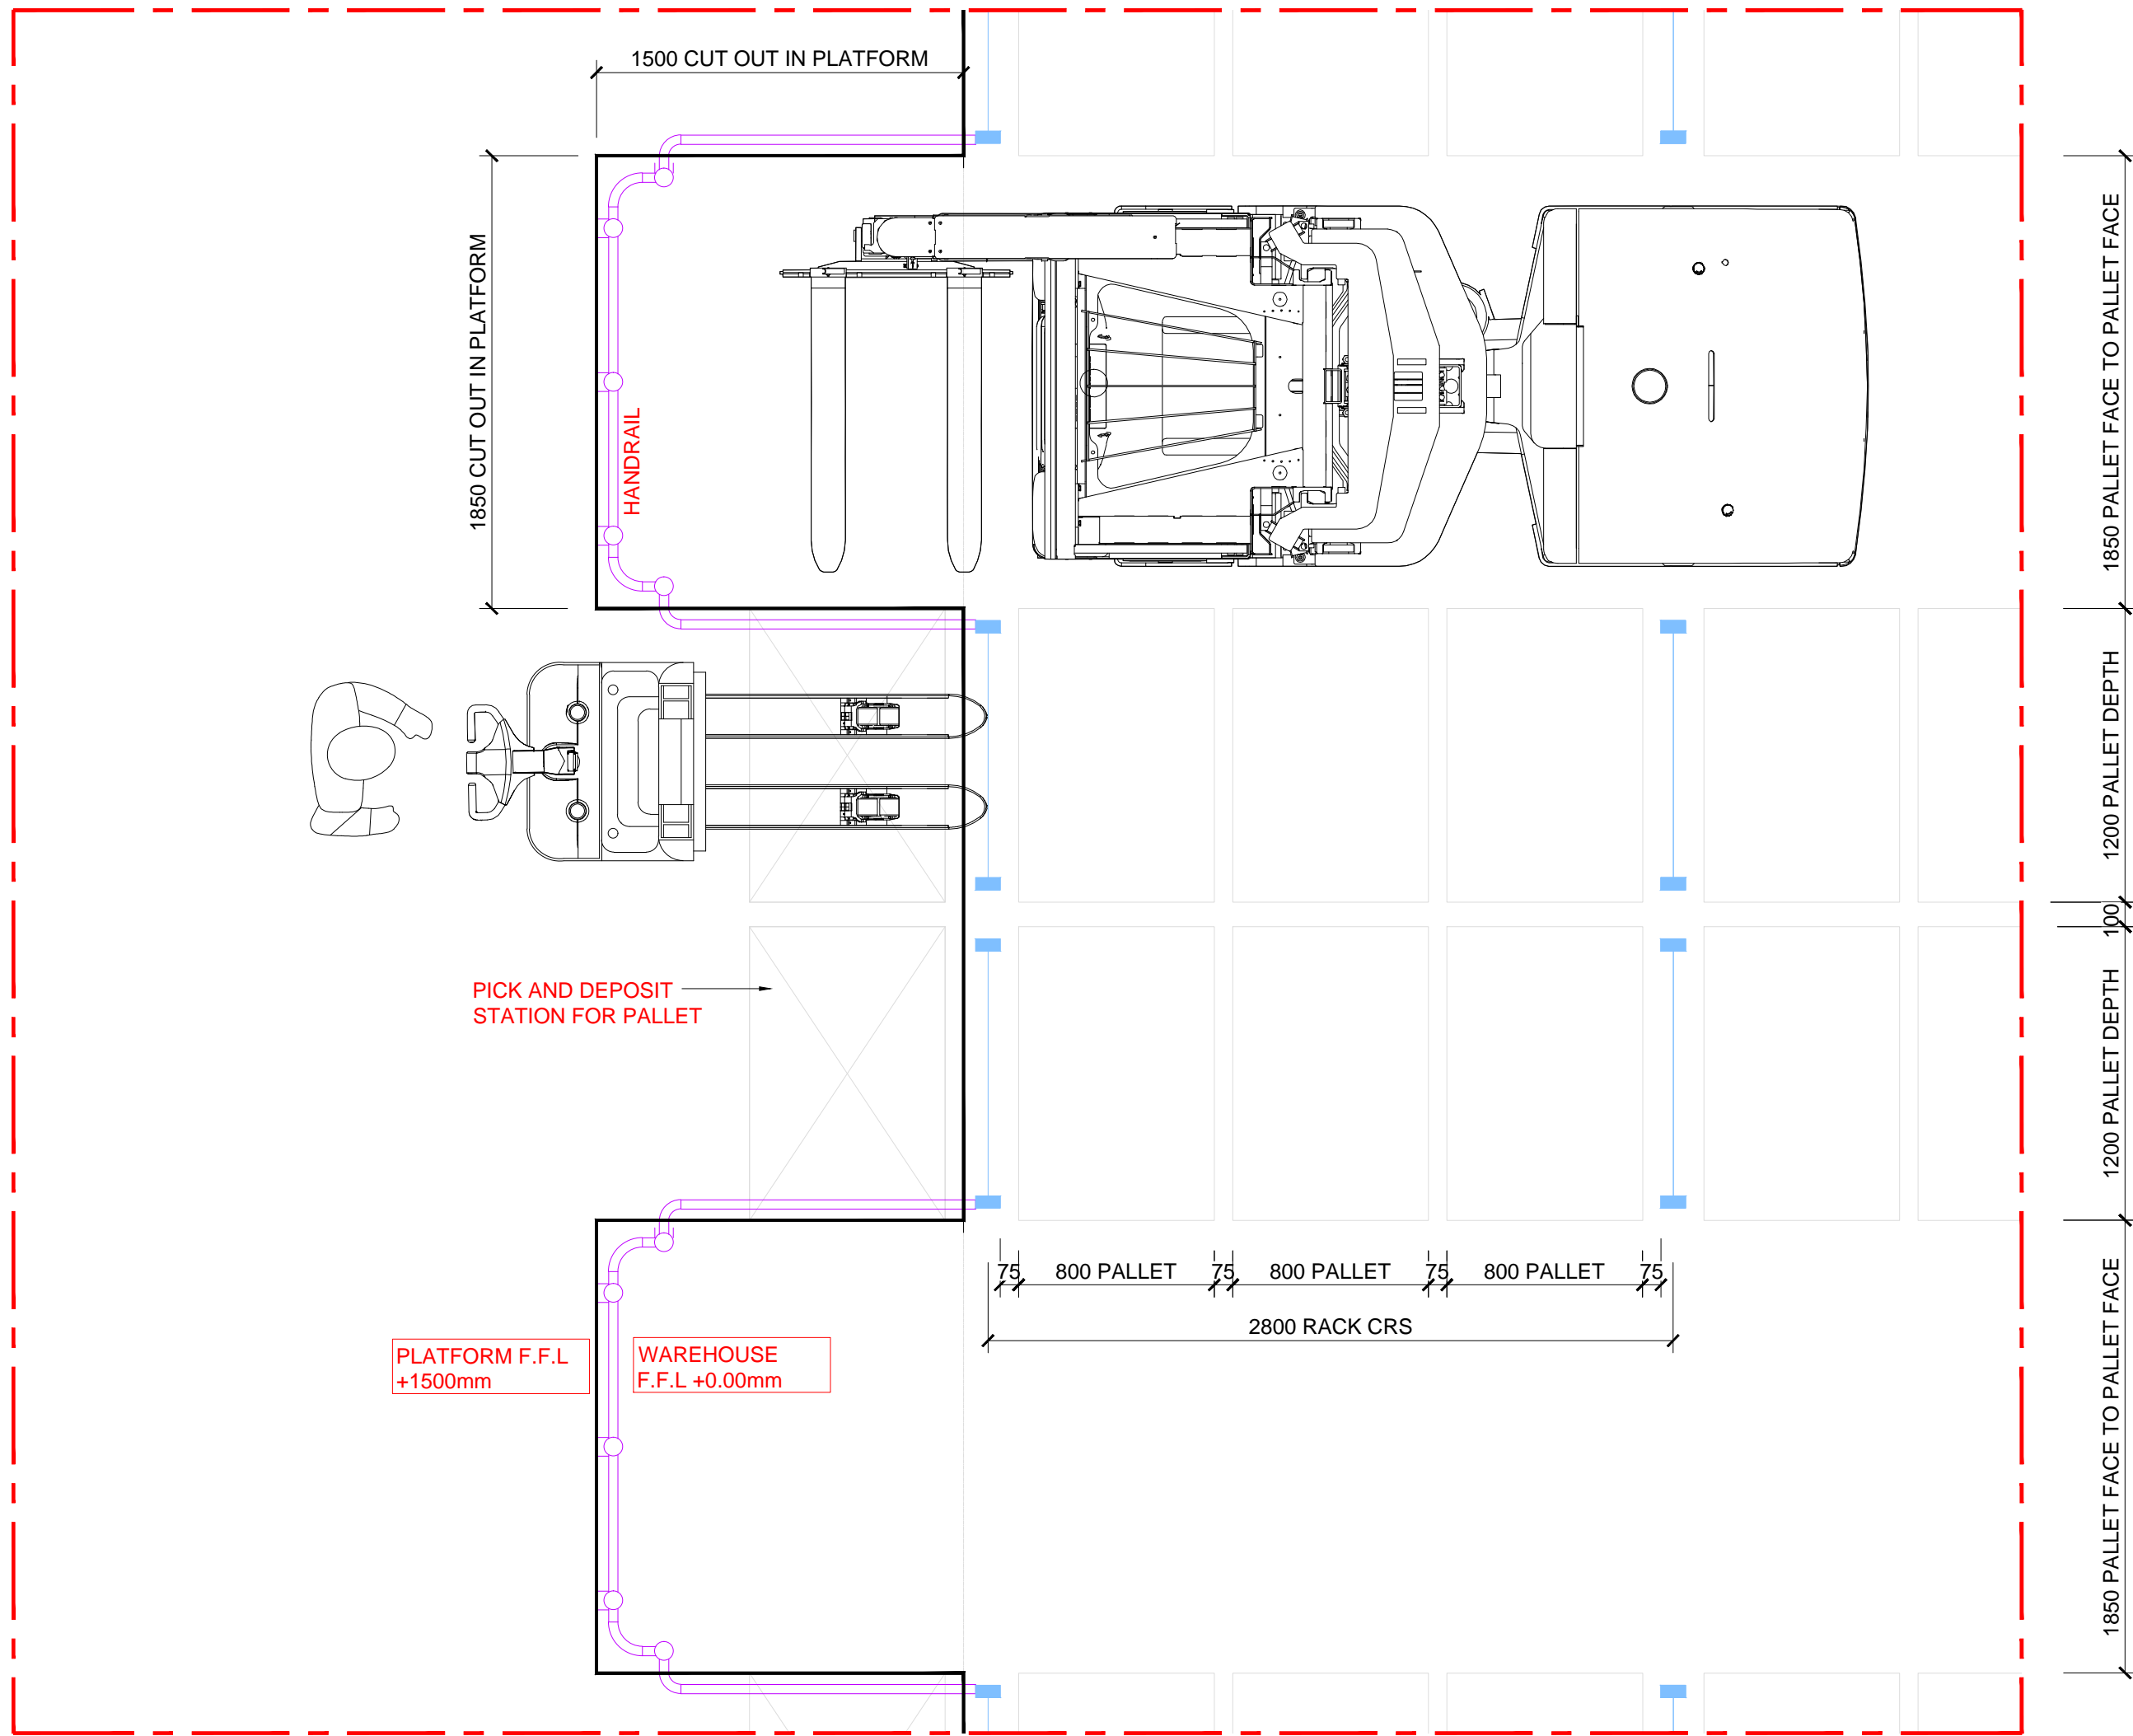 1500 CUT OUT IN PLATFORM
1850 CUT OUT IN PLATFORM
HANDRAIL
1850 PALLET FACE TO PALLET FACE
1200 PALLET DEPTH
100
1200 PALLET DEPTH
1850 PALLET FACE TO PALLET FACE
PICK AND DEPOSIT
STATION FOR PALLET
75 800 PALLET 75 800 PALLET 75 800 PALLET 75
2800 RACK CRS
PLATFORM F.F.L
+1500mm
WAREHOUSE
F.F.L +0.00mm